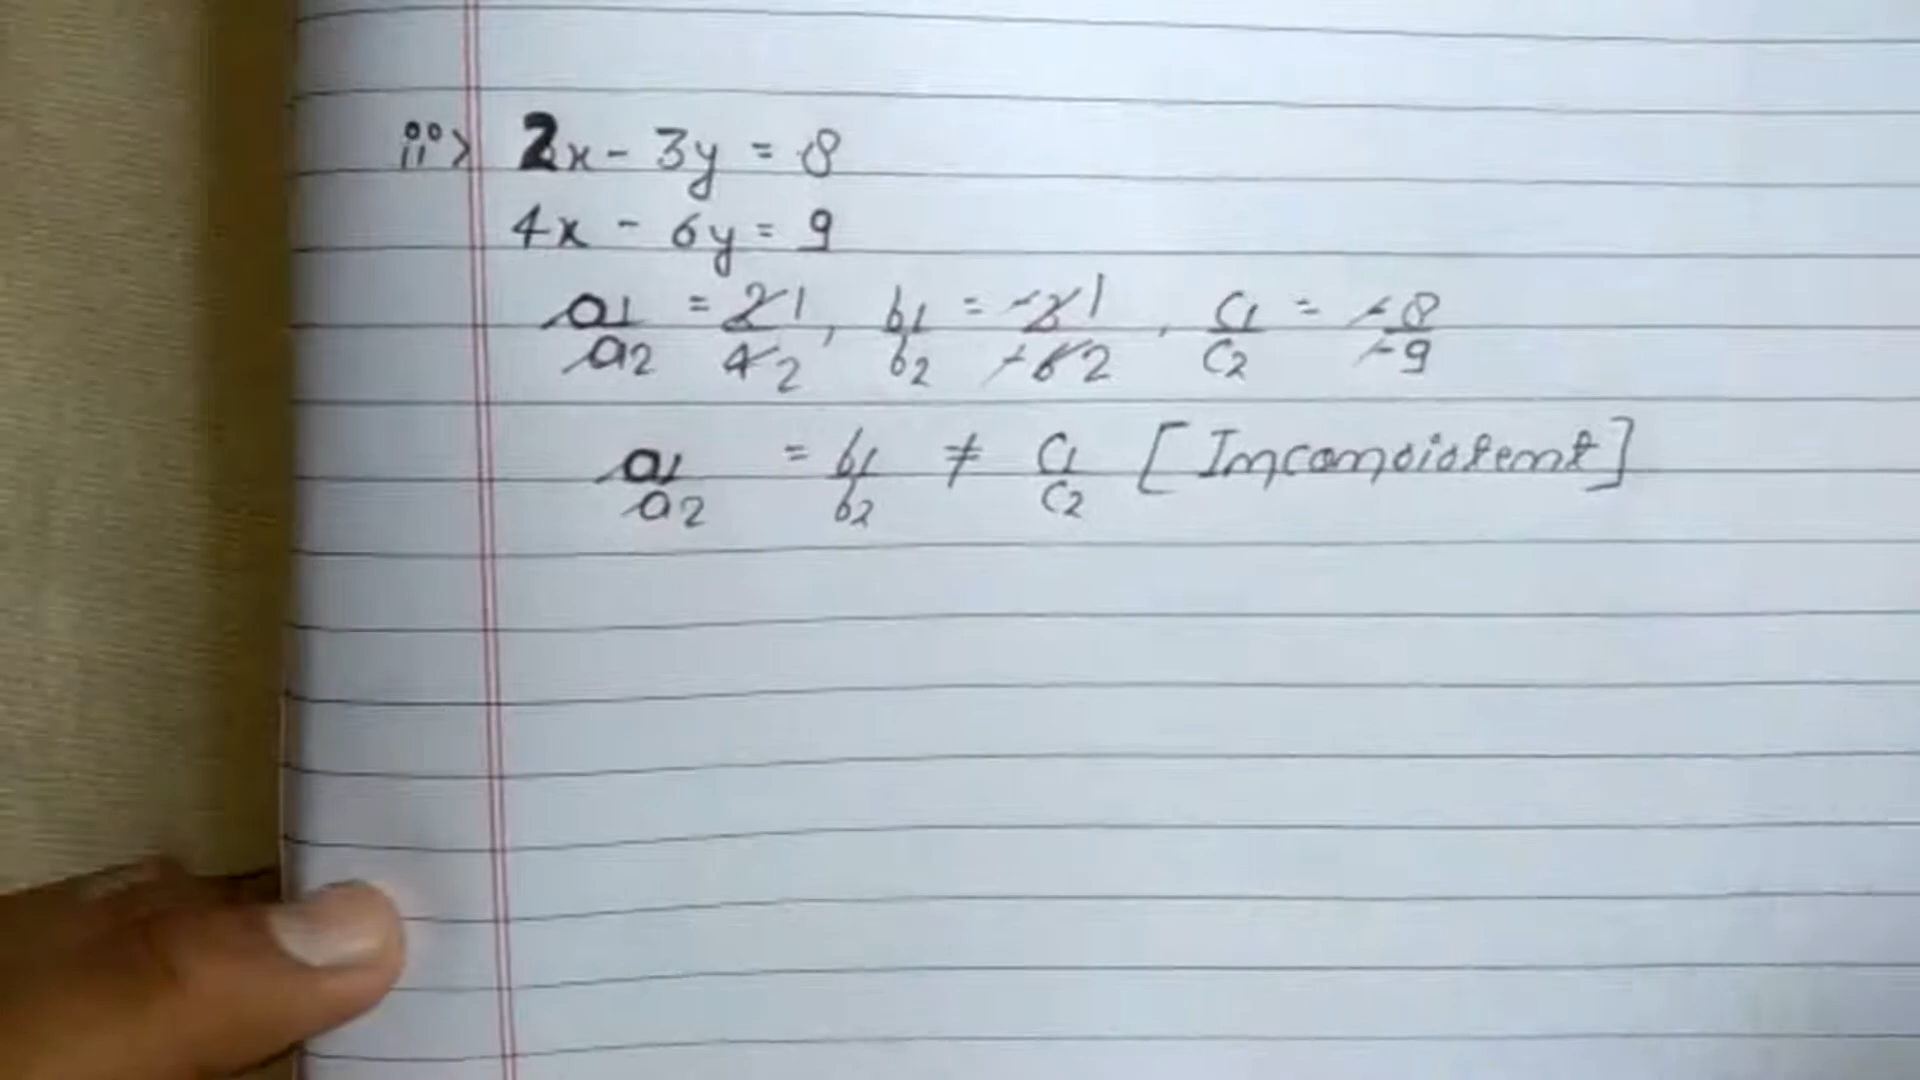 ii> 2x - 3y = 8
4x - 6y = 9
a1/a2 = 2 1/4 2, b1/b2 = -3 1/-6 2, c1/c2 = -8/-9
a1/a2 = b1/b2 ≠ c1/c2 [Inconsistent]